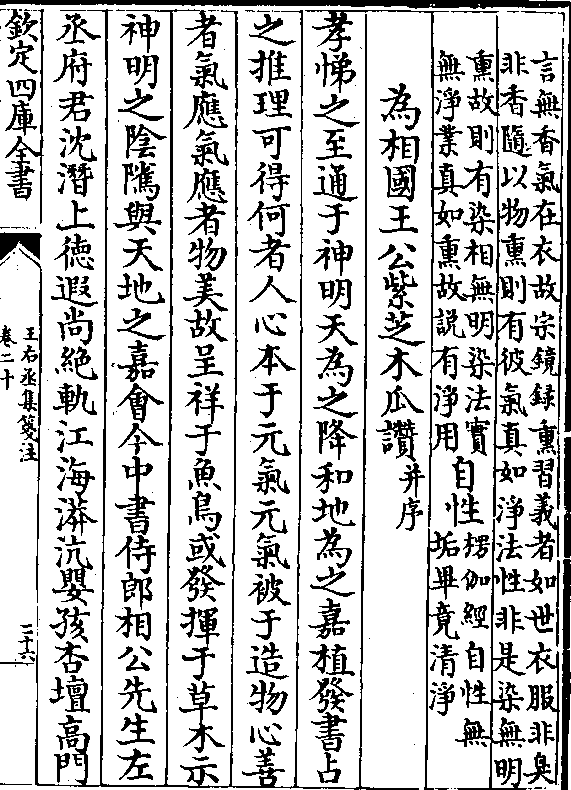 言無香氣在衣故宗鏡録熏習義者如世衣服非臭
非香隨以物熏則有彼氣真如淨法性非是染無明
熏故則有染相無明染法實
無淨業真如熏故説有淨用
自性
楞伽經自性無
垢畢竟清淨
為相國王公紫芝木瓜讚并序
孝悌之至通于神明天為之降和地為之嘉植發書占
之推理可得何者人心本于元氣元氣被于造物心善
者氣應氣應者物美故呈祥于魚鳥或發揮于草木示
神明之陰隲與天地之嘉會今中書侍郎相公先生左
丞府君沈潛上徳遐尚絶軌江海漭沆嬰孩杏壇高門
欽定四庫全書
王右丞集箋注
卷二十
二十六